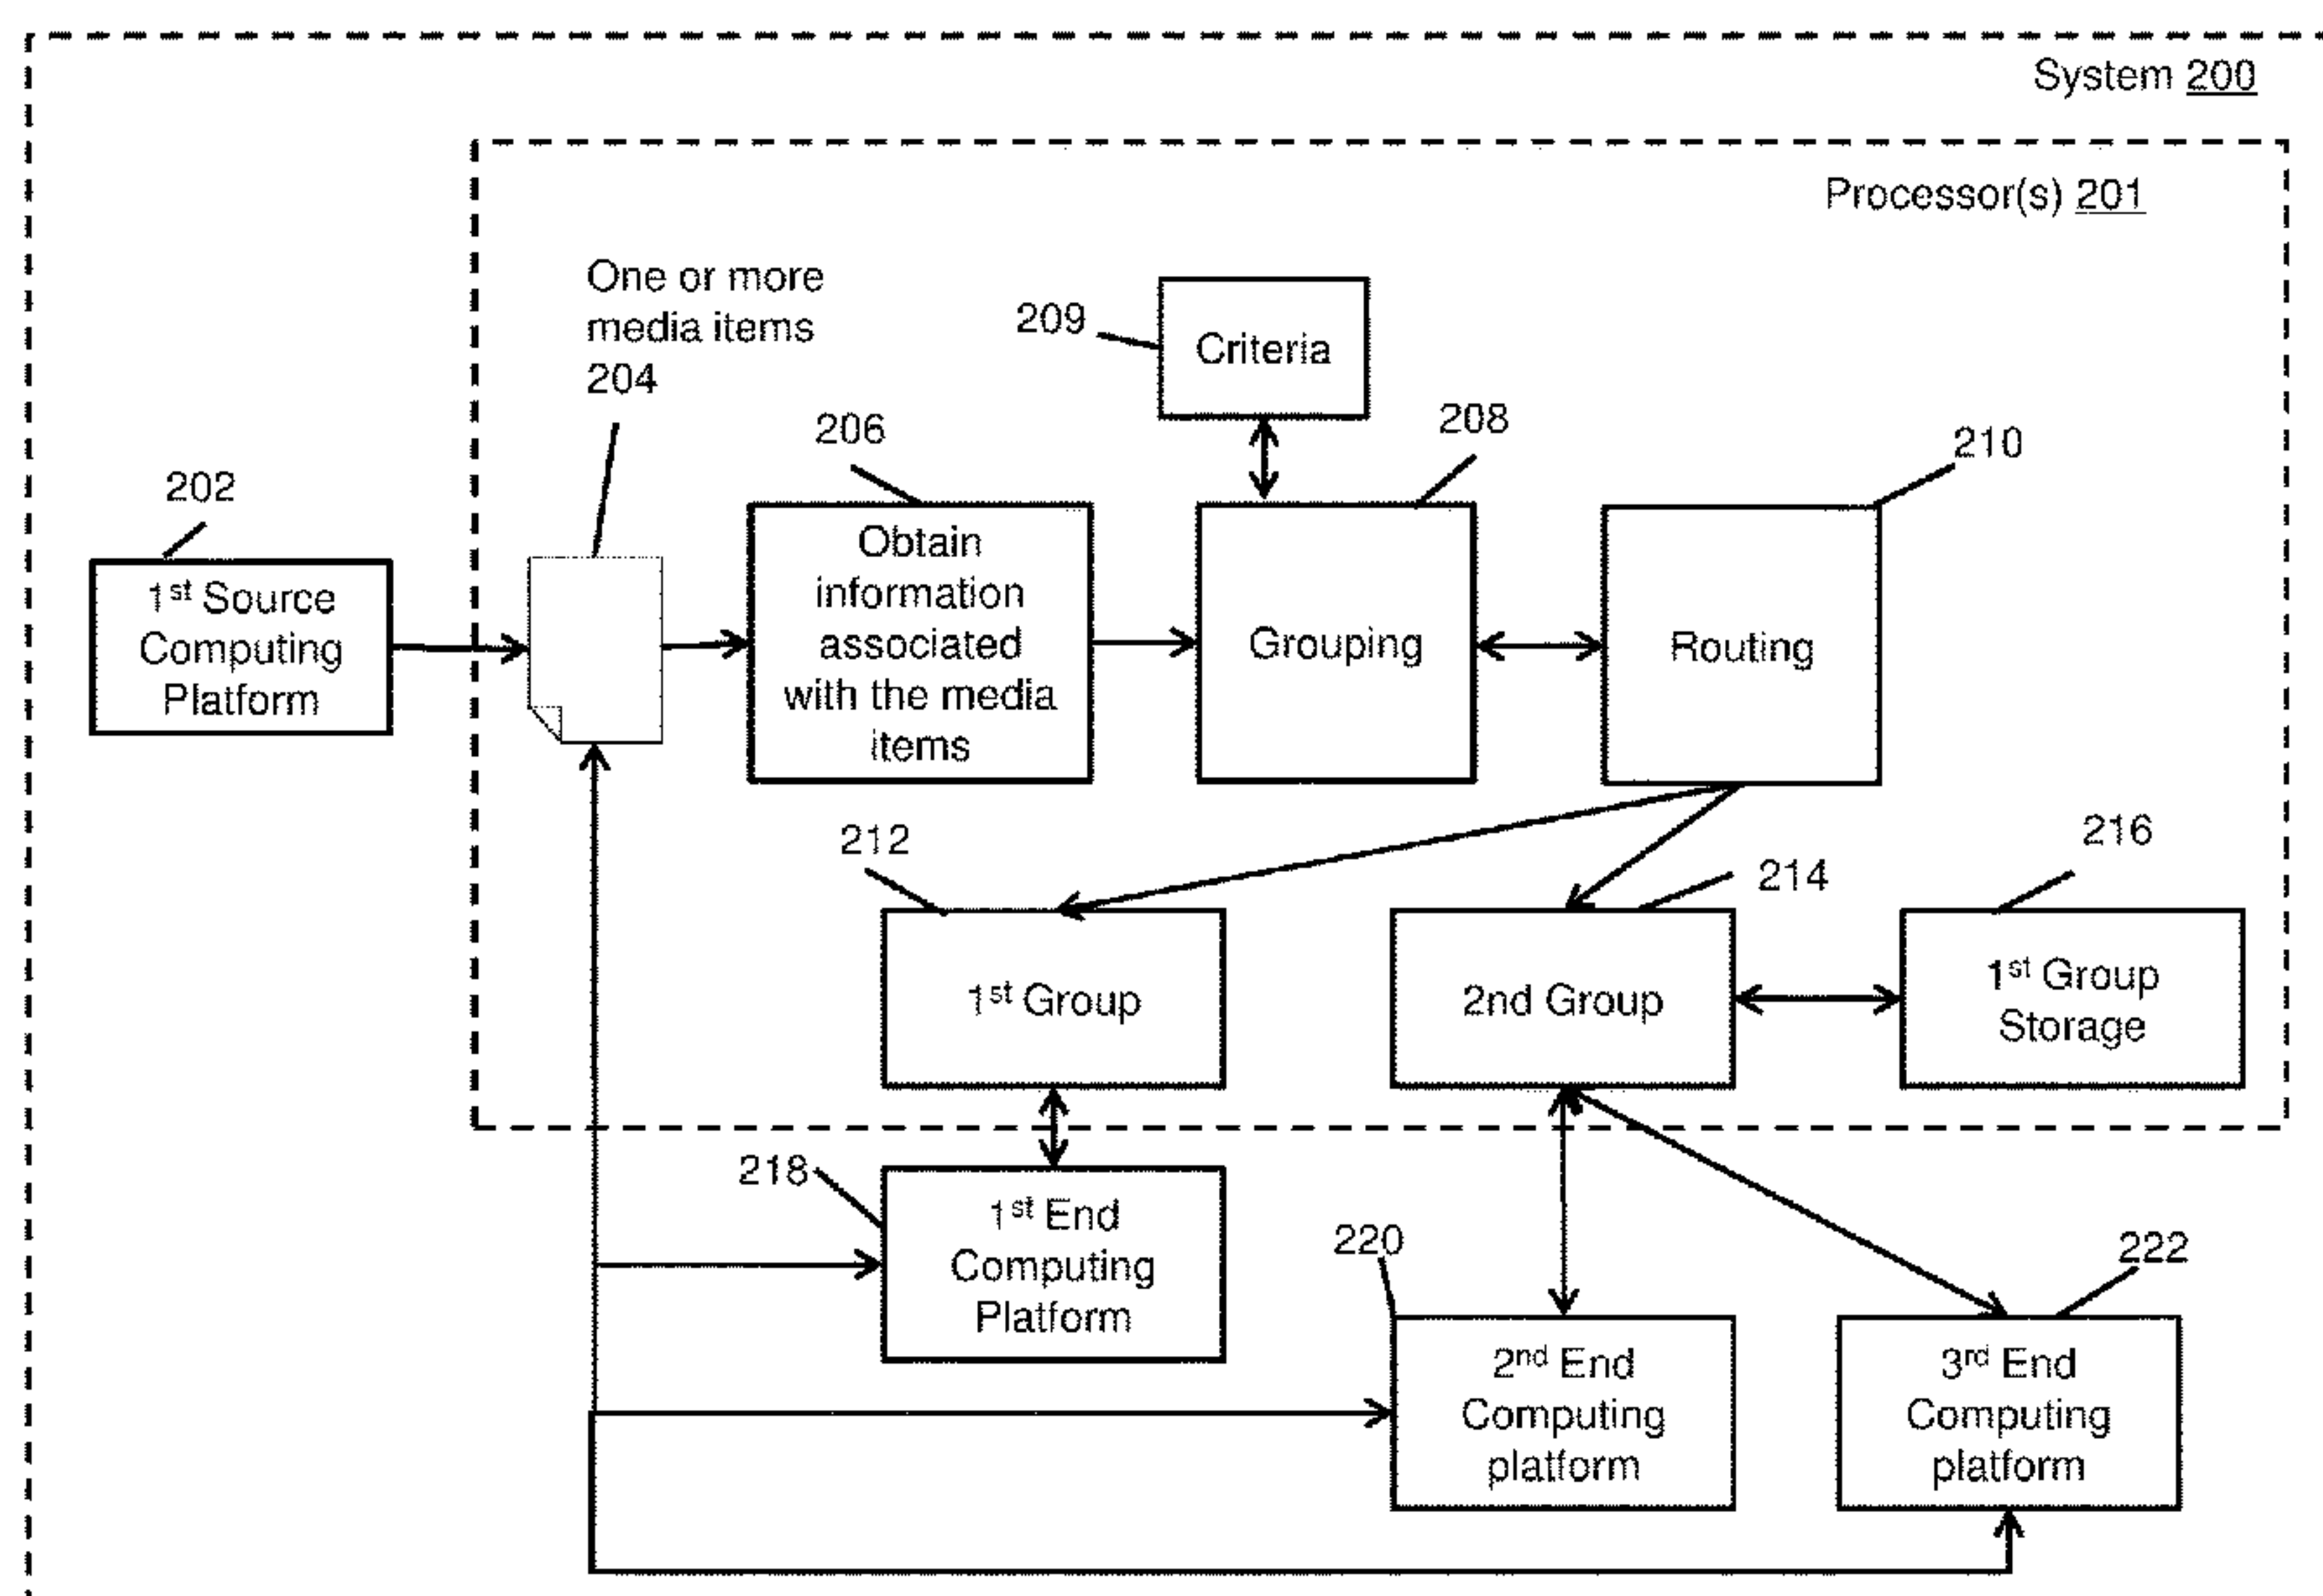 System 200
Processor(s) 201
One or more
media items
204
209
Criteria
206
208
210
202
1st Source
Computing
Platform
Obtain
information
associated
with the media
items
Grouping
Routing
212
214
216
1st Group
2nd Group
1st Group
Storage
218
1st End
Computing
Platform
220
222
2nd End
Computing
platform
3rd End
Computing
platform